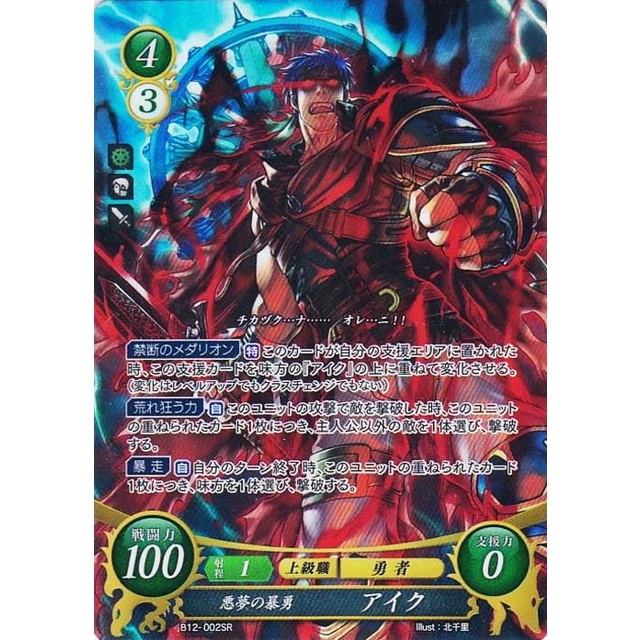 4
3
チカヅク…ナ…… オレ…ニ!!
禁断のメダリオン 特 このカードが自分の支援エリアに置かれた
時、この支援カードを味方の『アイク』の上に重ねて変化させる。
(変化はレベルアップでもクラスチェンジでもない)
荒れ狂う力 自 このユニットの攻撃で敵を撃破した時、このユニット
の重ねられたカード1枚につき、主人公以外の敵を1体選び、撃破
する。
暴走 自 自分のターン終了時、このユニットの重ねられたカード
1枚につき、味方を1体選び、撃破する。
戦闘力
100
射程 1
上級職
勇者
支援力
0
悪夢の暴勇 アイク
B12-002SR
Illust:北千里